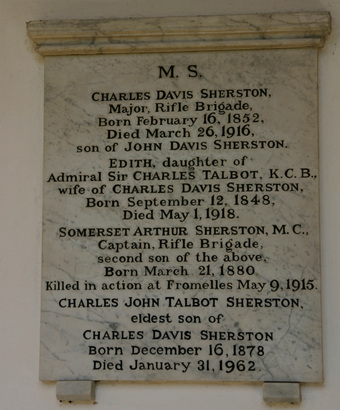 M. S.
CHARLES DAVIS SHERSTON,
Major, Rifle Brigade,
Born February 16, 1852,
Died March 26, 1916,
son of JOHN DAVIS SHERSTON.
EDITH, daughter of
Admiral Sir CHARLES TALBOT, K.C.B.,
wife of CHARLES DAVIS SHERSTON,
Born September 12, 1848,
Died May 1, 1918.
SOMERSET ARTHUR SHERSTON, M.C.,
Captain, Rifle Brigade,
second son of the above,
Born March 21, 1880
Killed in action at Fromelles May 9, 1915.
CHARLES JOHN TALBOT SHERSTON,
eldest son of
CHARLES DAVIS SHERSTON
Born December 16, 1878
Died January 31, 1962